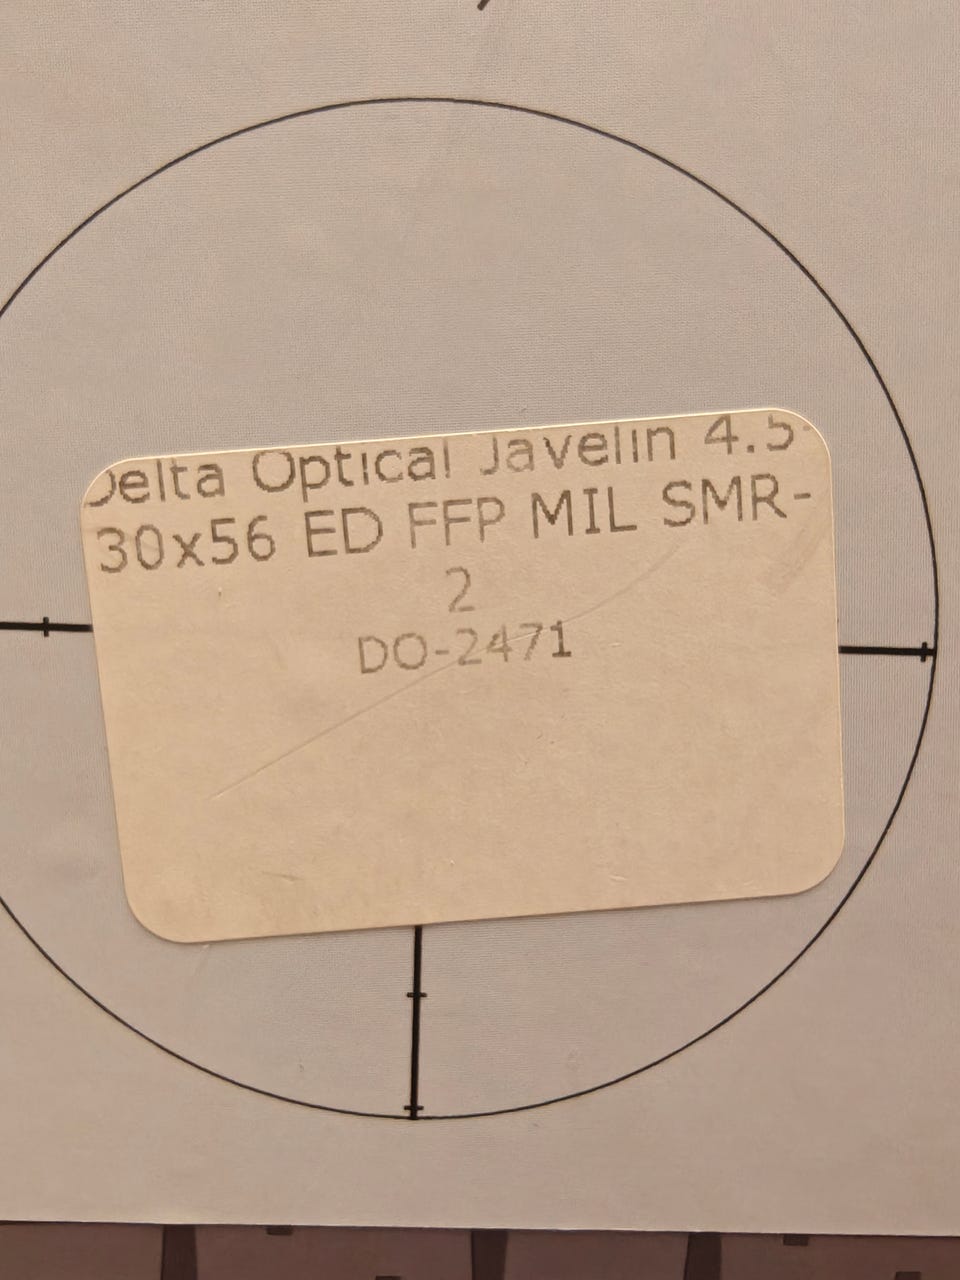 Delta Optical Javelin 4.5-
30x56 ED FFP MIL SMR-
2
DO-2471